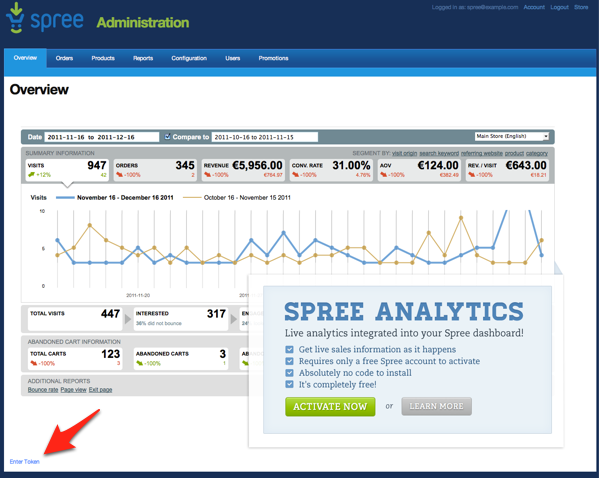 spree Administration
Logged in as: spree@example.com Account Logout Store
Overview Orders Products Reports Configuration Users Promotions
Overview
Date 2011-11-16 to 2011-12-16 Compare to 2011-10-16 to 2011-11-15 Main Store (English)
SUMMARY INFORMATION SEGMENT BY: visit origin search keyword referring website product category
VISITS 947 ORDERS 345 REVENUE €5,956.00 CONV. RATE 31.00% AOV €124.00 REV. / VISIT €643.00
+12% 42 -100% 2 -100% €764.97 -100% 4.76% -100% €382.49 -100% €18.21
Visits November 16 - December 16 2011 October 16 - November 15 2011
10
5
0
2011-11-20
TOTAL VISITS 447 INTERESTED 317
36% did not bounce
ABANDONED CART INFORMATION
TOTAL CARTS 123 ABANDONED CARTS 3
-100% 3 -100% 1
ADDITIONAL REPORTS
Bounce rate Page view Exit page
SPREE ANALYTICS
Live analytics integrated into your Spree dashboard!
Get live sales information as it happens
Requires only a free Spree account to activate
Absolutely no code to install
It's completely free!
ACTIVATE NOW or LEARN MORE
Enter Token